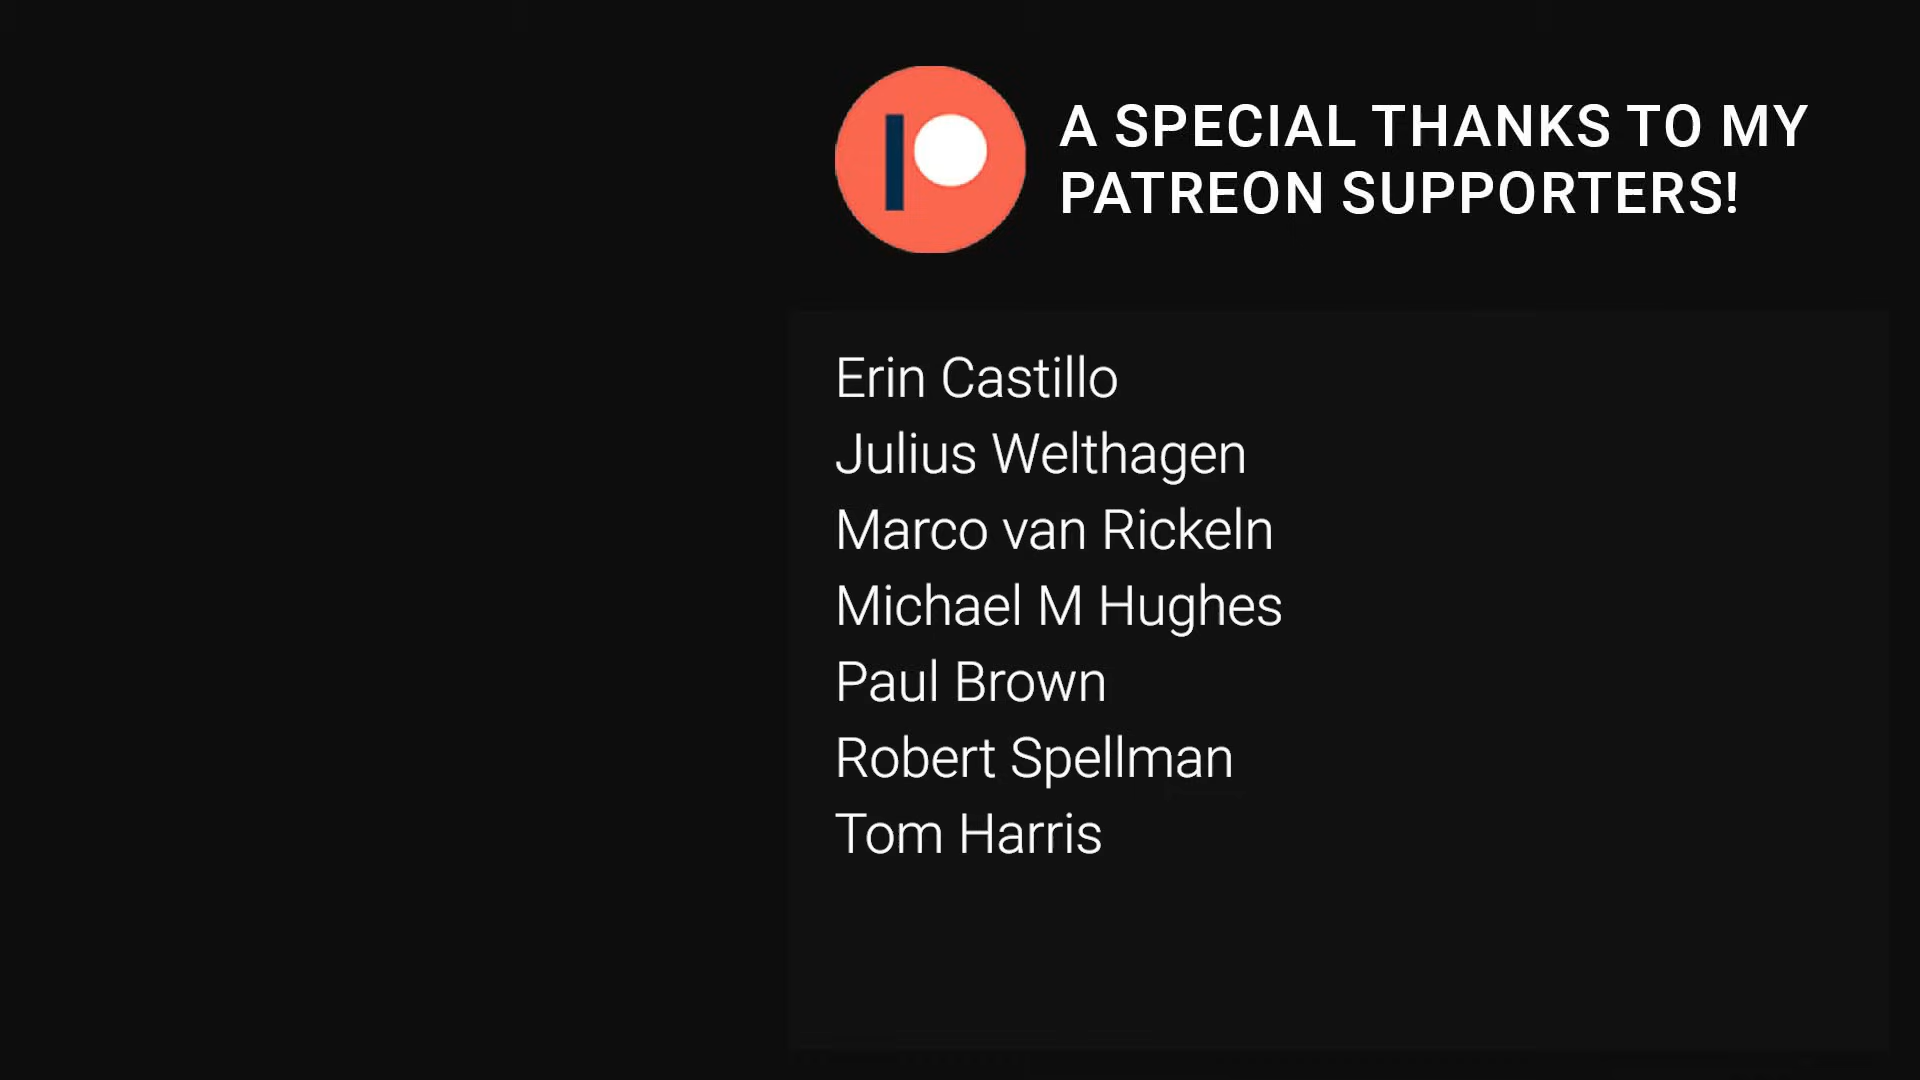 A SPECIAL THANKS TO MY
PATREON SUPPORTERS!
Erin Castillo
Julius Welthagen
Marco van Rickeln
Michael M Hughes
Paul Brown
Robert Spellman
Tom Harris